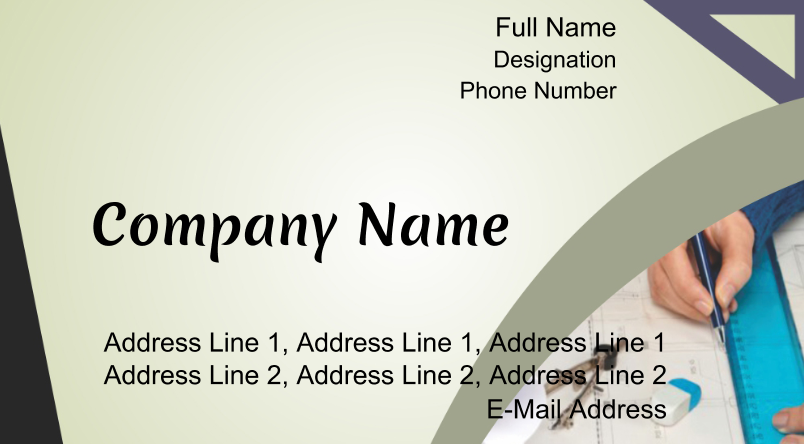 Full Name
Designation
Phone Number
Company Name
Address Line 1, Address Line 1, Address Line 1
Address Line 2, Address Line 2, Address Line 2
E-Mail Address